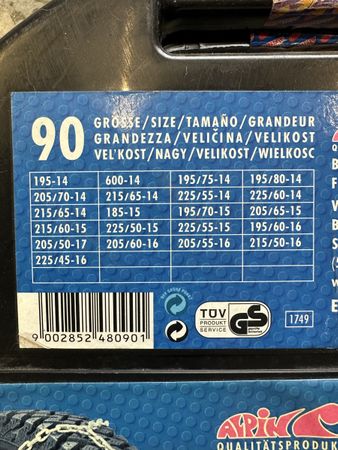 90
GRÖSSE/SIZE/TAMAÑO/GRANDEUR
GRANDEZZA/VELIČINA/VELIKOST
VEL'KOST/NAGY/VELIKOST/WIELKOSC
195-14 600-14 195/75-14 195/80-14
205/70-14 215/65-14 225/55-14 225/60-14
215/65-14 185-15 195/70-15 205/65-15
215/60-15 225/50-15 225/55-15 195/60-16
205/50-17 205/60-16 205/55-16 215/50-16
225/45-16
9 002852 480901
TÜV
PRODUKT
SERVICE
GS
1749
ALPIN
QUALITÄTSPRODUK